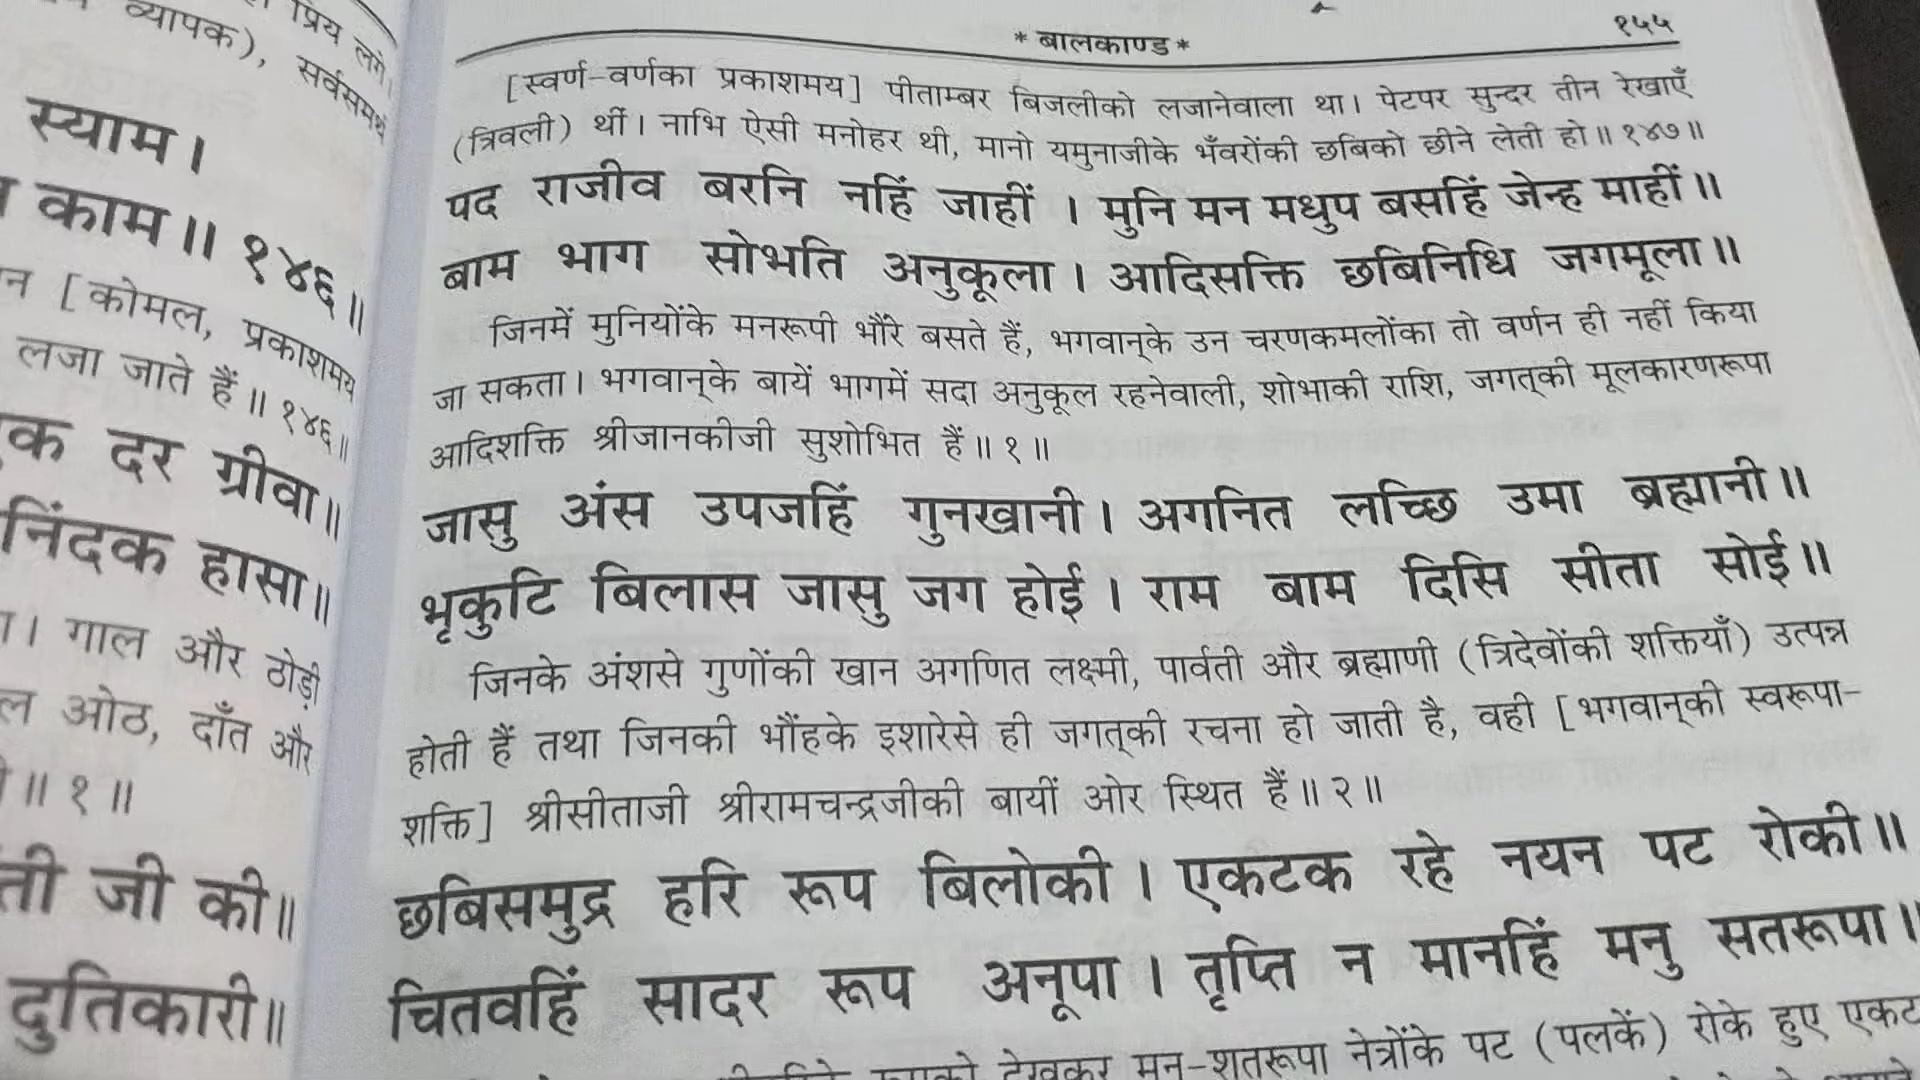 प्रिय लगे।
व्यापक), सर्वसमर्थ
स्याम।
काम॥ १४६॥
[कोमल, प्रकाशमय
लजा जाते हैं॥ १४६॥
दर ग्रीवा॥
निंदक हासा॥
गाल और ठोड़ी
ओठ, दाँत और
॥ १॥
जी की॥
दुतिकारी॥
* बालकाण्ड *
१५५
[स्वर्ण-वर्णका प्रकाशमय] पीताम्बर बिजलीको लजानेवाला था। पेटपर सुन्दर तीन रेखाएँ
(त्रिवली) थीं। नाभि ऐसी मनोहर थी, मानो यमुनाजीके भँवरोंकी छबिको छीने लेती हो॥ १४७॥
पद राजीव बरनि नहिं जाहीं। मुनि मन मधुप बसहिं जेन्ह माहीं॥
बाम भाग सोभति अनुकूला। आदिसक्ति छबिनिधि जगमूला॥
जिनमें मुनियोंके मनरूपी भौंरे बसते हैं, भगवान्‌के उन चरणकमलोंका तो वर्णन ही नहीं किया
जा सकता। भगवान्‌के बायें भागमें सदा अनुकूल रहनेवाली, शोभाकी राशि, जगत्‌की मूलकारणरूपा
आदिशक्ति श्रीजानकीजी सुशोभित हैं॥ १॥
जासु अंस उपजहिं गुनखानी। अगनित लच्छि उमा ब्रह्मानी॥
भृकुटि बिलास जासु जग होई। राम बाम दिसि सीता सोई॥
जिनके अंशसे गुणोंकी खान अगणित लक्ष्मी, पार्वती और ब्रह्माणी (त्रिदेवोंकी शक्तियाँ) उत्पन्न
होती हैं तथा जिनकी भौंहके इशारेसे ही जगत्‌की रचना हो जाती है, वही [भगवान्‌की स्वरूपा-
शक्ति] श्रीसीताजी श्रीरामचन्द्रजीकी बायीं ओर स्थित हैं॥ २॥
छबिसमुद्र हरि रूप बिलोकी। एकटक रहे नयन पट रोकी॥
चितवहिं सादर रूप अनूपा। तृप्ति न मानहिं मनु सतरूपा॥
देखकर मनु-शतरूपा नेत्रोंके पट (पलकें) रोके हुए एकट